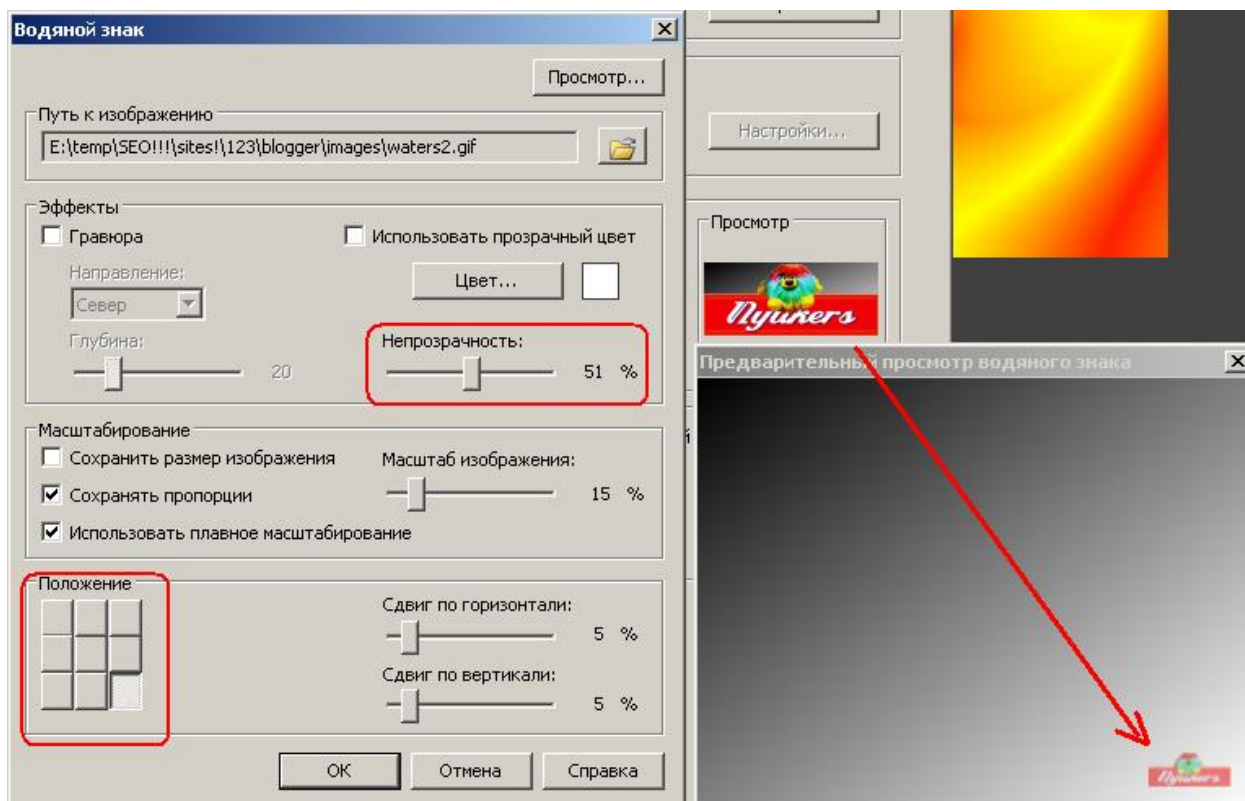 Водяной знак
Просмотр...
Путь к изображению
E:\temp\SEO!!!\sites!\123\blogger\images\waters2.gif
Настройки...
Эффекты
Гравюра
Использовать прозрачный цвет
Направление:
Цвет...
Север
Глубина:
20
Непрозрачность:
51 %
Просмотр
Пушкers
Предварительный просмотр водяного знака
Масштабирование
Сохранить размер изображения
Масштаб изображения:
Сохранять пропорции
15 %
Использовать плавное масштабирование
Положение
Сдвиг по горизонтали:
5 %
Сдвиг по вертикали:
5 %
ОК
Отмена
Справка